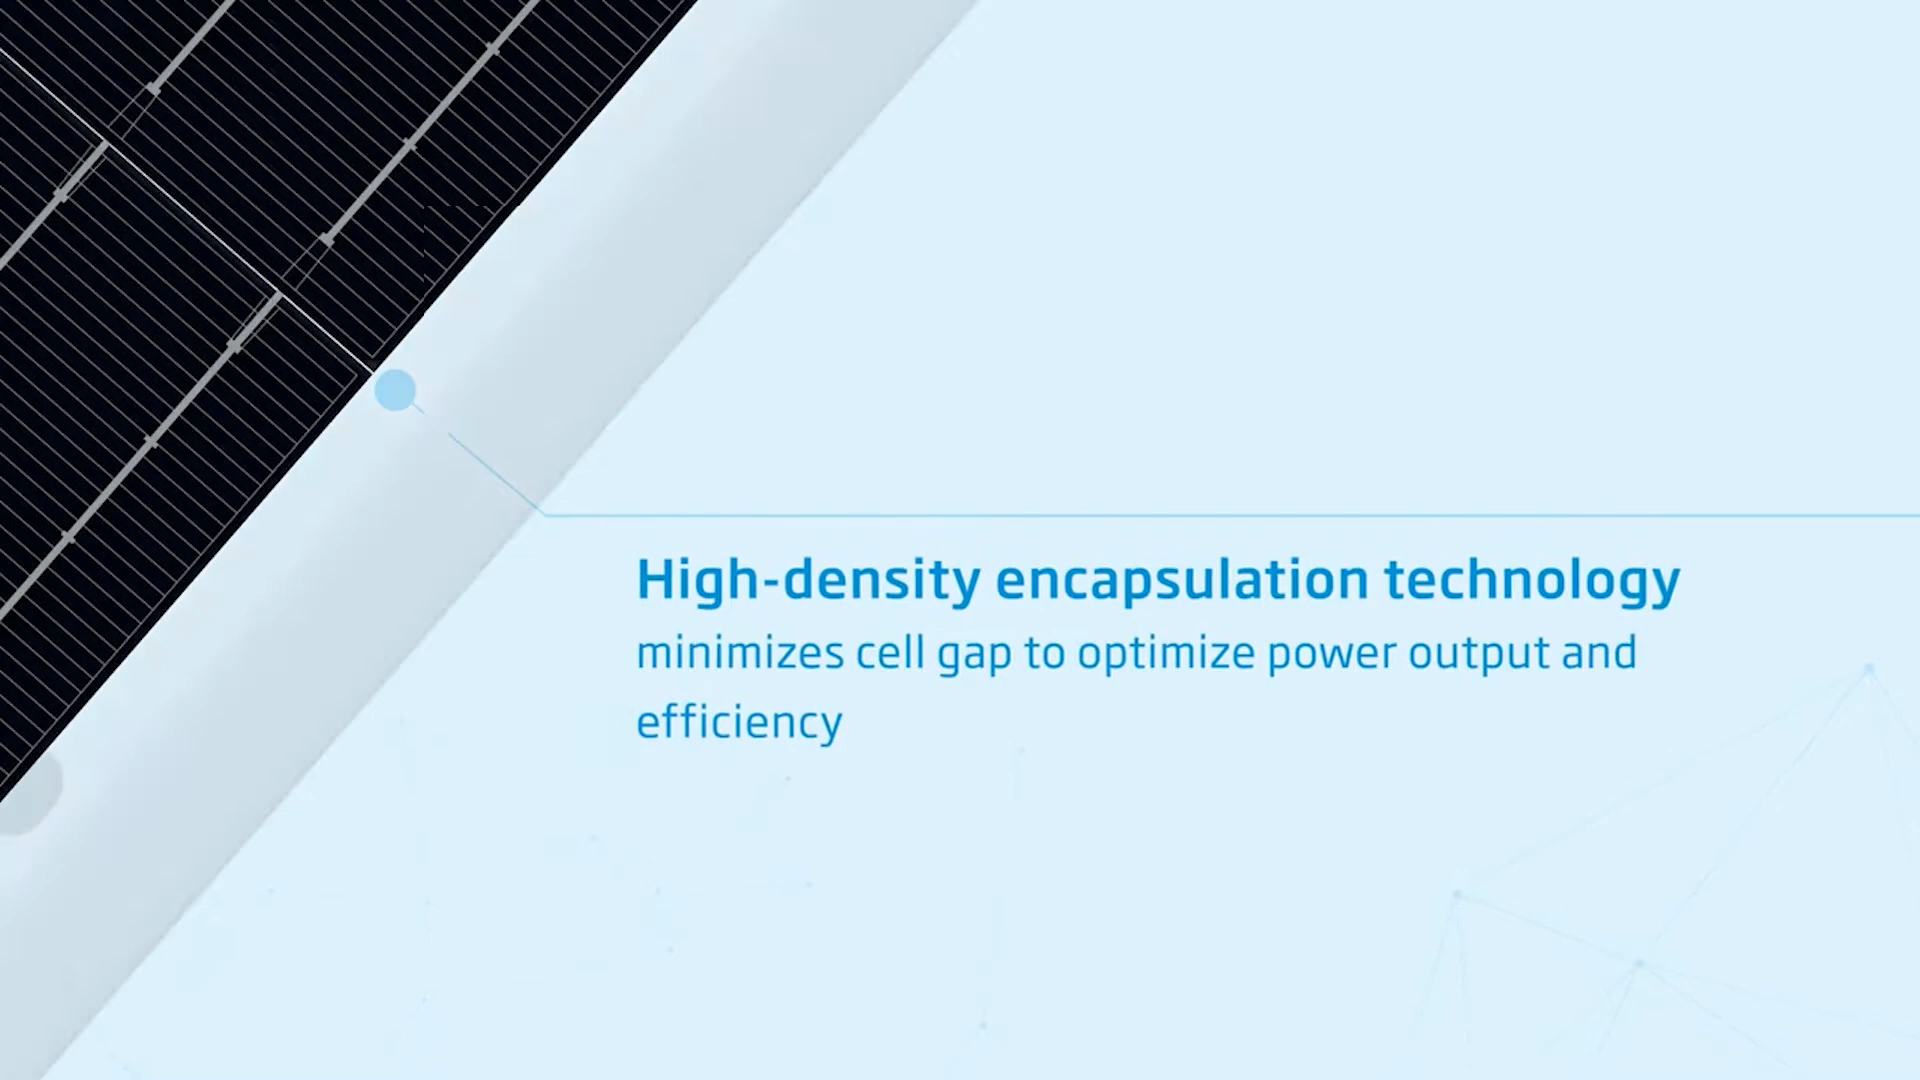 High-density encapsulation technology
minimizes cell gap to optimize power output and
efficiency